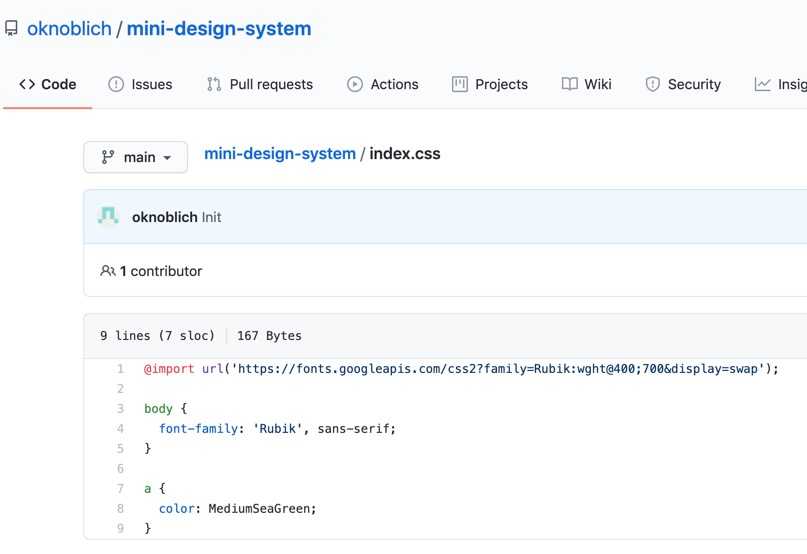 oknoblich / mini-design-system
Code Issues Pull requests Actions Projects Wiki Security Insig
main mini-design-system / index.css
oknoblich Init
1 contributor
9 lines (7 sloc) 167 Bytes
1 @import url('https://fonts.googleapis.com/css2?family=Rubik:wght@400;700&display=swap');
2
3 body {
4 font-family: 'Rubik', sans-serif;
5 }
6
7 a {
8 color: MediumSeaGreen;
9 }